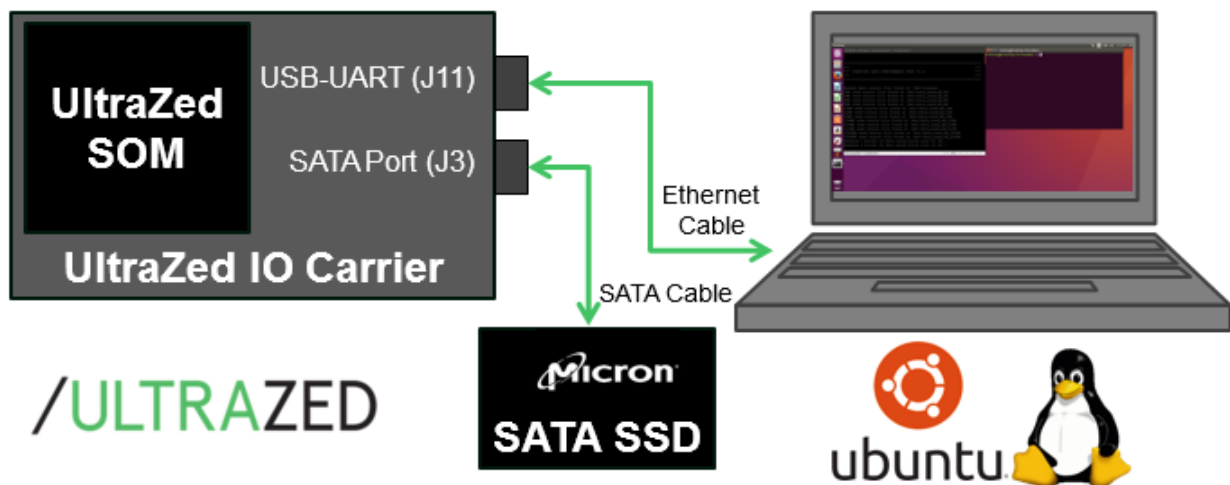 UltraZed
SOM
USB-UART (J11)
SATA Port (J3)
UltraZed IO Carrier
Ethernet
Cable
SATA Cable
Micron
SATA SSD
/ULTRAZED
ubuntu